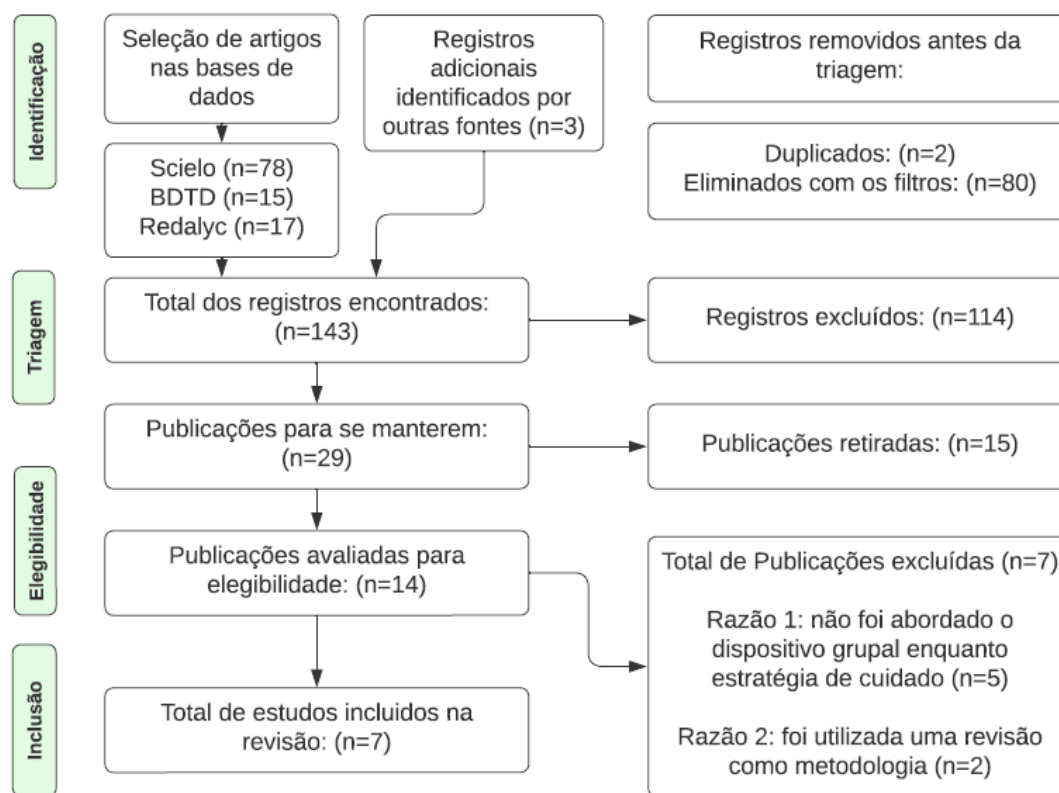 Identificação
Seleção de artigos
nas bases de
dados
Registros
adicionais
identificados por
outras fontes (n=3)
Registros removidos antes da
triagem:
Scielo (n=78)
BDTD (n=15)
Redalyc (n=17)
Duplicados: (n=2)
Eliminados com os filtros: (n=80)
Triagem
Total dos registros encontrados:
(n=143)
Registros excluídos: (n=114)
Publicações para se manterem:
(n=29)
Publicações retiradas: (n=15)
Elegibilidade
Publicações avaliadas para
elegebilidade: (n=14)
Total de Publicações excluídas (n=7)
Razão 1: não foi abordado o
dispositivo grupal enquanto
estratégia de cuidado (n=5)
Razão 2: foi utilizada uma revisão
como metodologia (n=2)
Inclusão
Total de estudos incluidos na
revisão: (n=7)